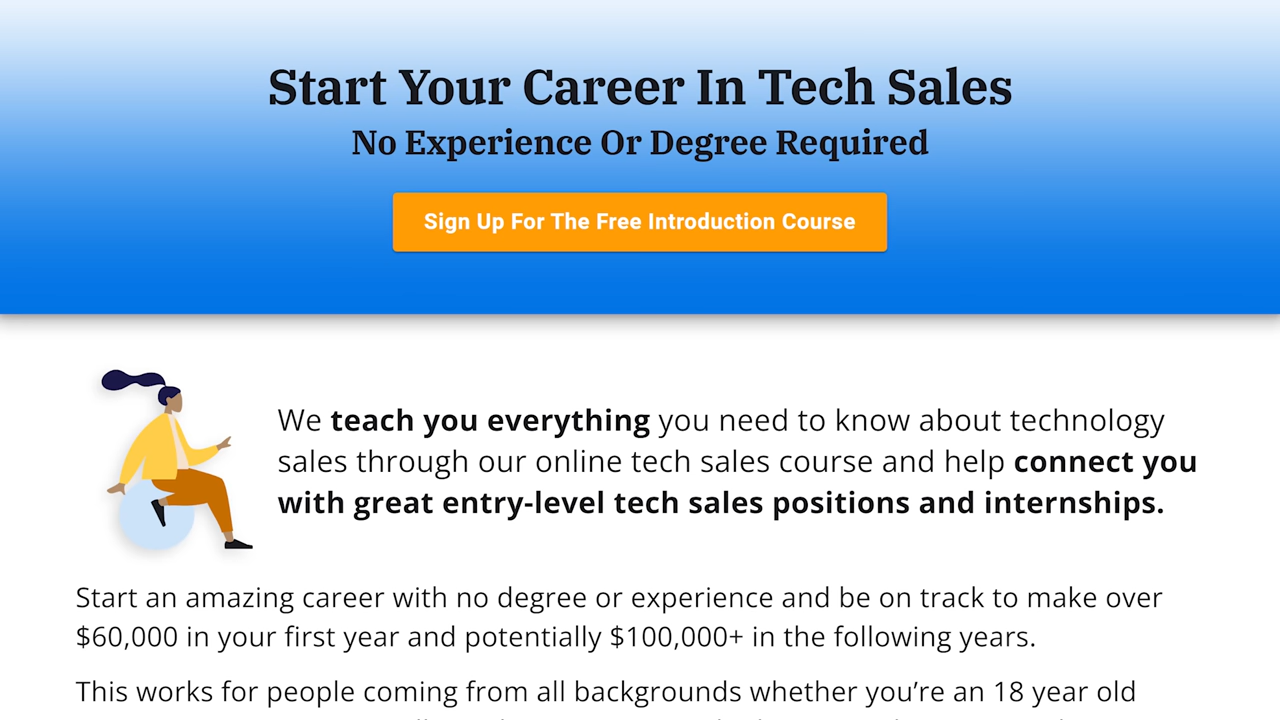 Start Your Career In Tech Sales
No Experience Or Degree Required
Sign Up For The Free Introduction Course
We teach you everything you need to know about technology
sales through our online tech sales course and help connect you
with great entry-level tech sales positions and internships.
Start an amazing career with no degree or experience and be on track to make over
$60,000 in your first year and potentially $100,000+ in the following years.
This works for people coming from all backgrounds whether you’re an 18 year old